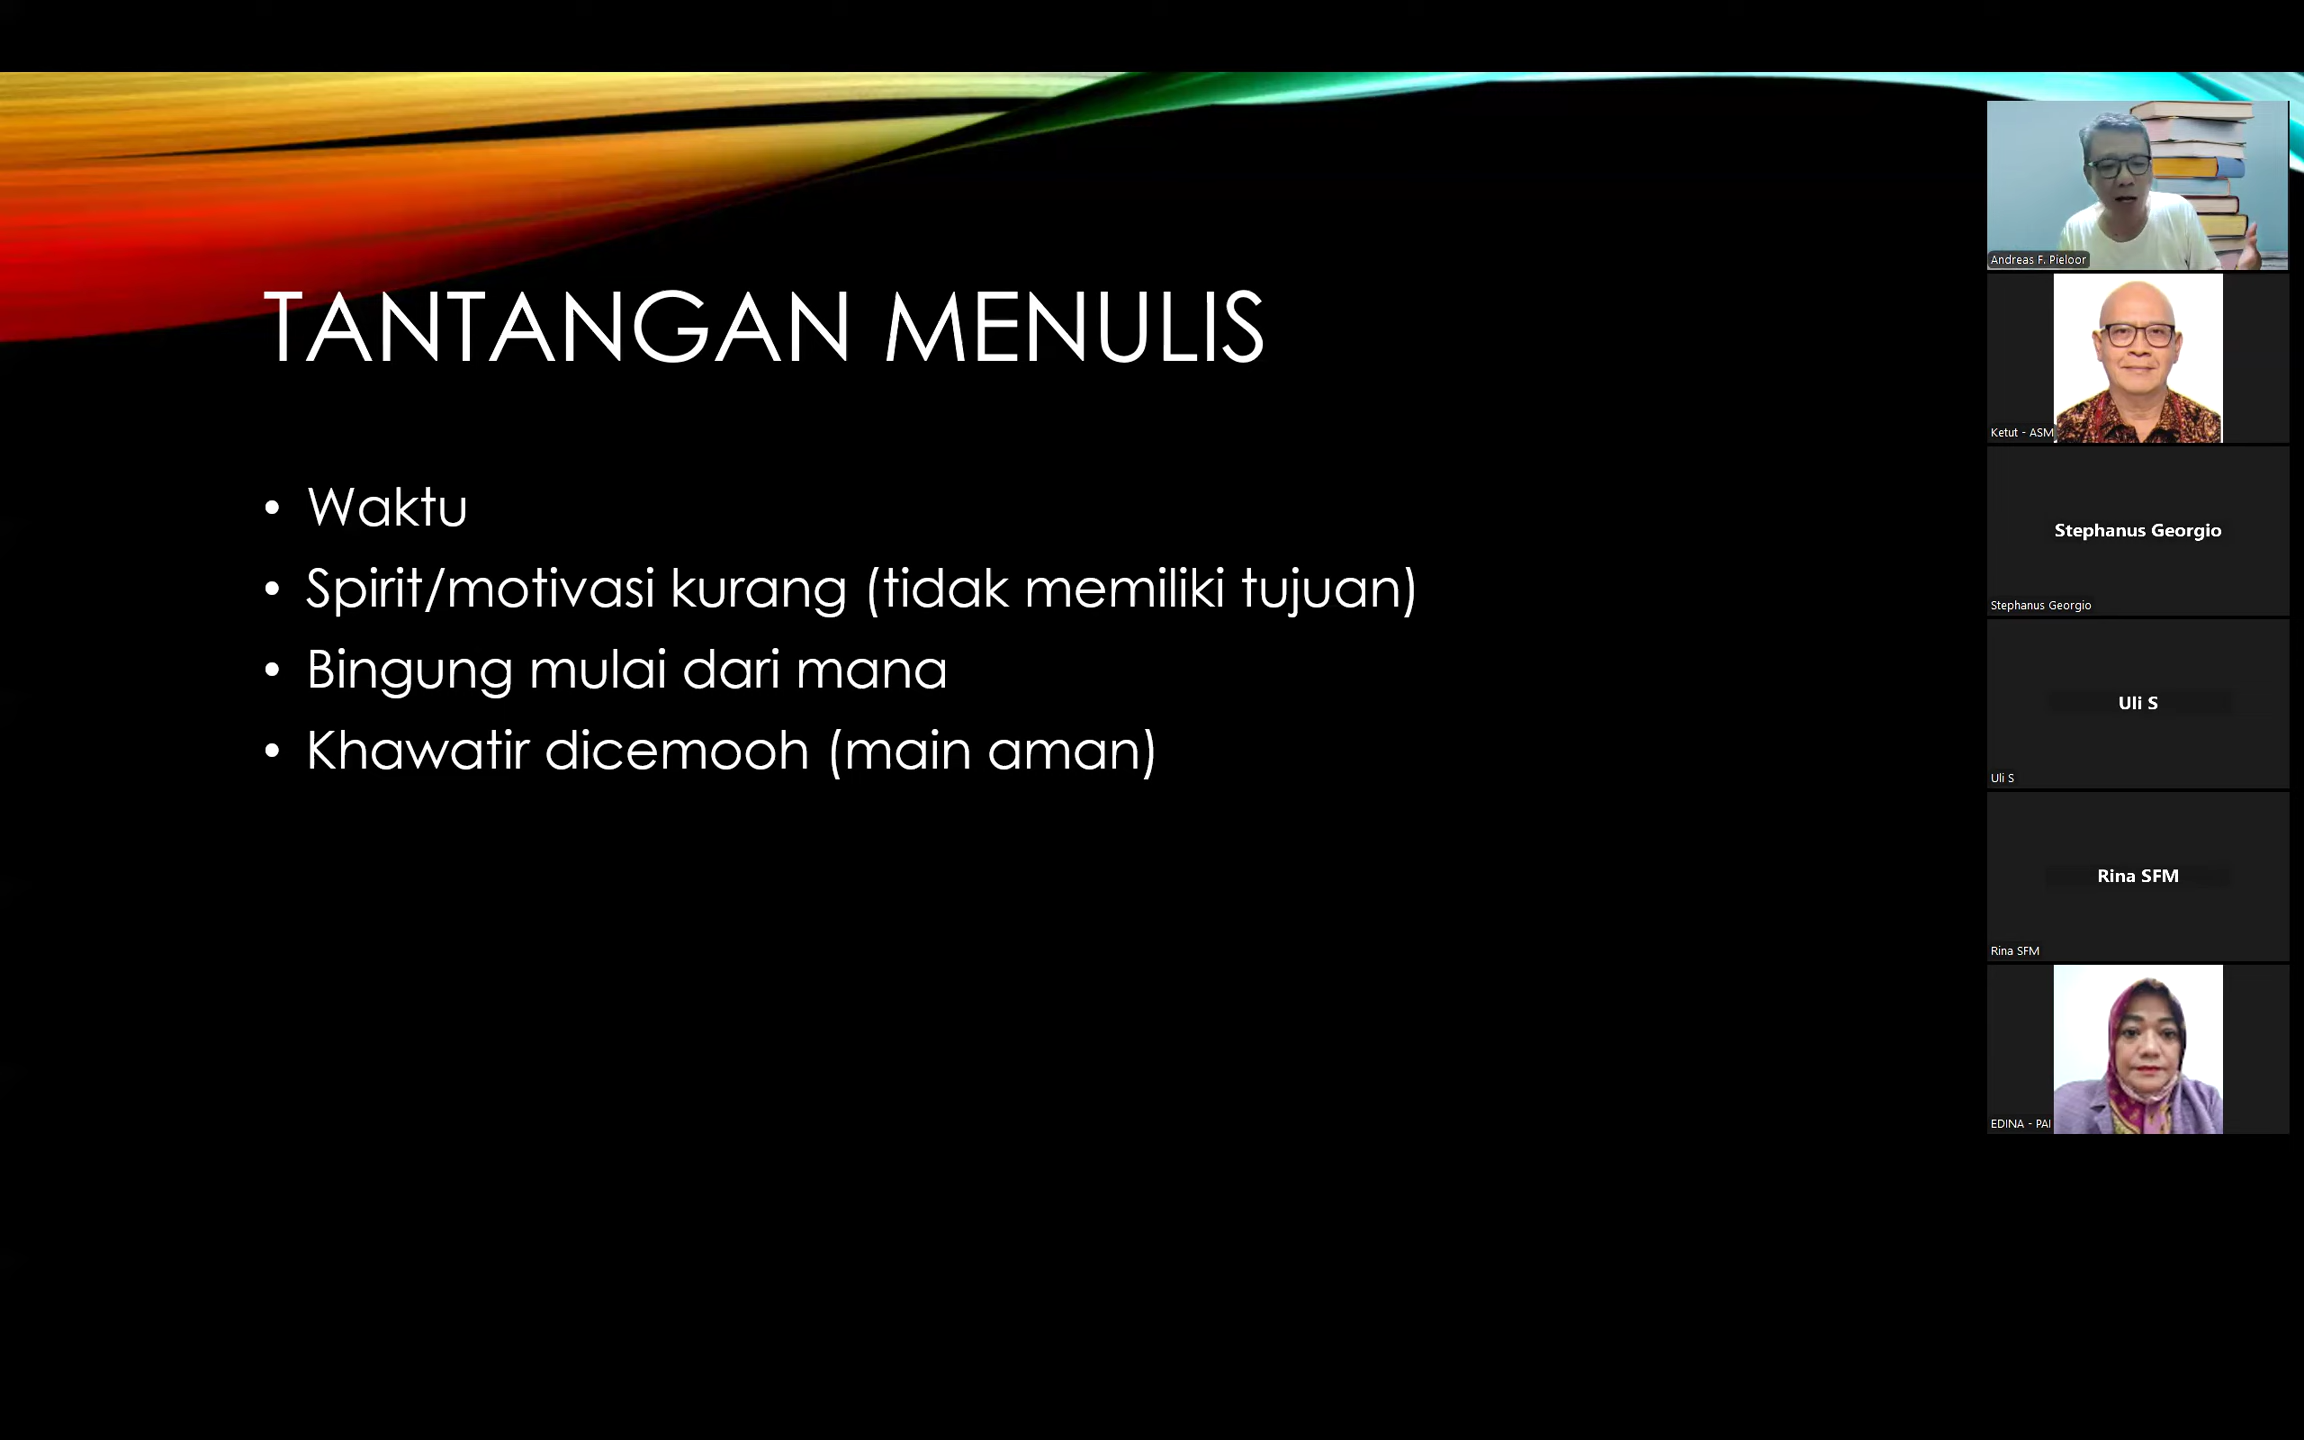 TANTANGAN MENULIS
• Waktu
• Spirit/motivasi kurang (tidak memiliki tujuan)
• Bingung mulai dari mana
• Khawatir dicemooh (main aman)
Andreas F. Pieloor
Ketut - ASM
Stephanus Georgio
Stephanus Georgio
Uli S
Uli S
Rina SFM
Rina SFM
EDINA - PAI